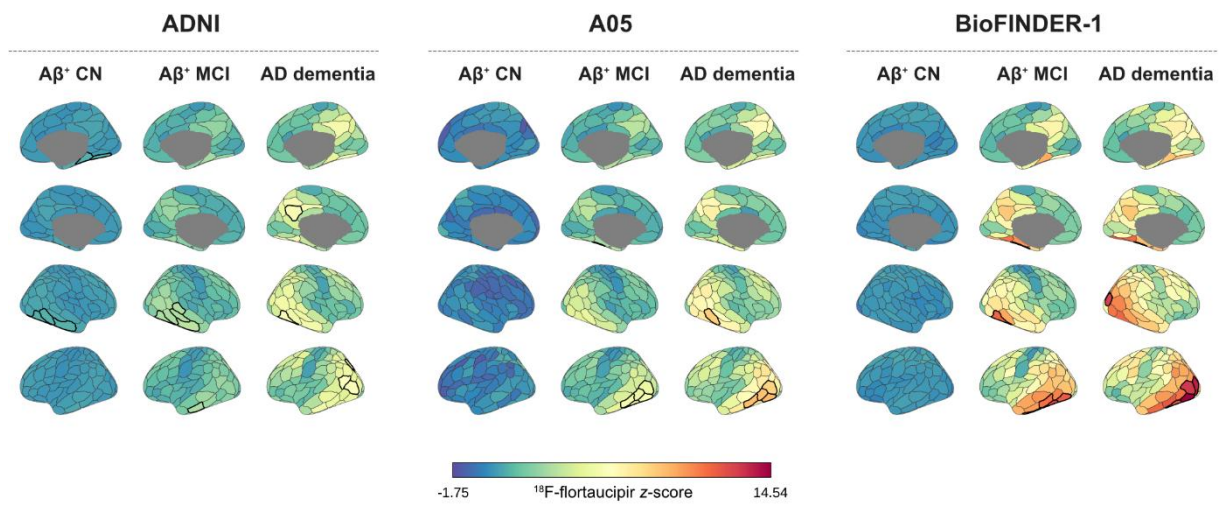 ADNI A05 BioFINDER-1
Aβ⁺ CN Aβ⁺ MCI AD dementia Aβ⁺ CN Aβ⁺ MCI AD dementia Aβ⁺ CN Aβ⁺ MCI AD dementia
-1.75 ¹⁸F-flortaucipir z-score 14.54